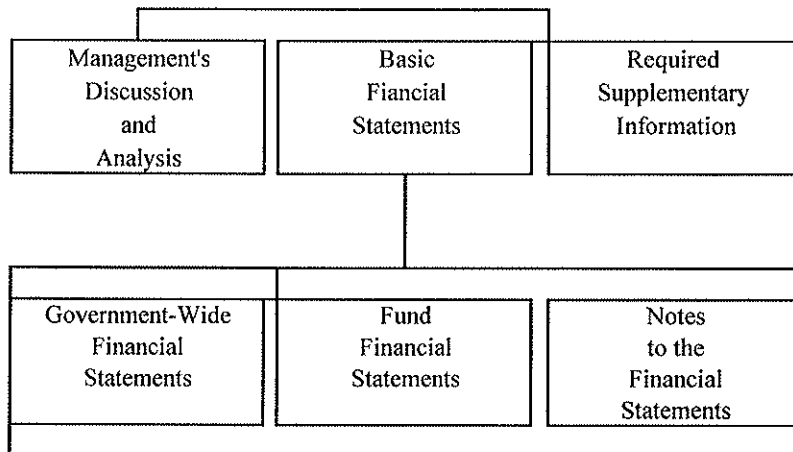 Management's
Discussion
and
Analysis
Basic
Fiancial
Statements
Required
Supplementary
Information
Government-Wide
Financial
Statements
Fund
Financial
Statements
Notes
to the
Financial
Statements